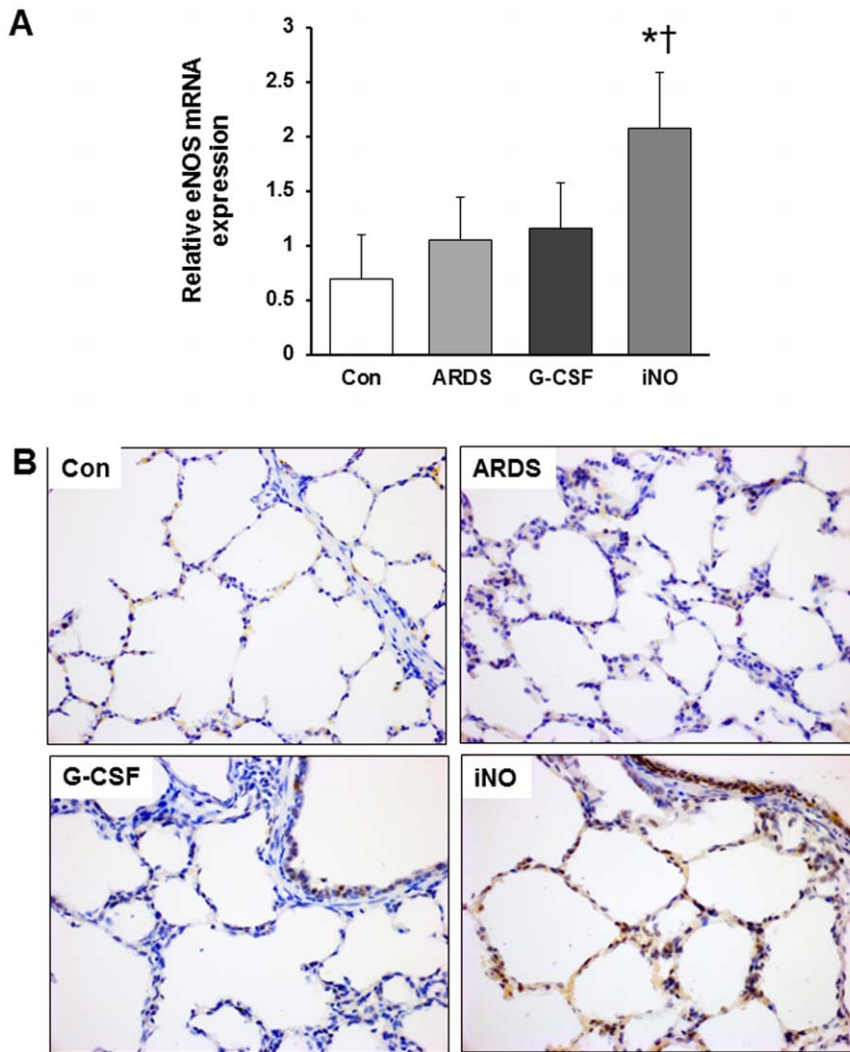 A
Relative eNOS mRNA
expression
3
2.5
2
1.5
1
0.5
0
*†
Con ARDS G-CSF iNO
B
Con
ARDS
G-CSF
iNO